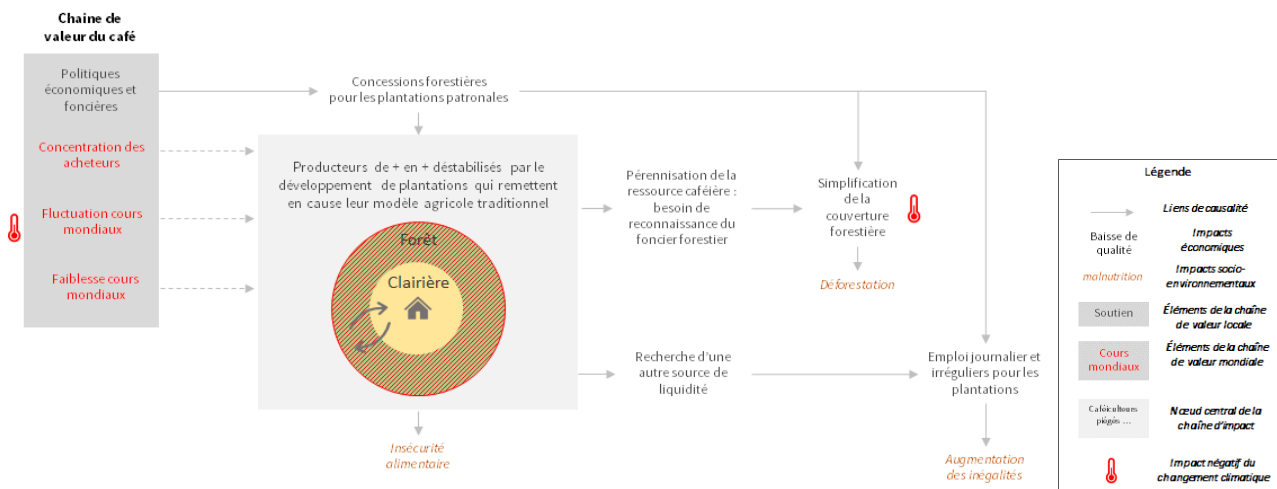 Chaine de
valeur du café
Politiques
économiques et
foncières
Concentration des
acheteurs
Fluctuation cours
mondiaux
Faiblesse cours
mondiaux
Concessions forestières
pour les plantations patronales
Producteurs de + en + déstabilisés par le
développement de plantations qui remettent
en cause leur modèle agricole traditionnel
Forêt
Clairière
Insécurité
alimentaire
Pérennisation de la
ressource caféière :
besoin de
reconnaissance du
foncier forestier
Recherche d'une
autre source de
liquidité
Simplification
de la
couverture
forestière
Déforestation
Emploi journalier et
irréguliers pour les
plantations
Augmentation
des inégalités
Légende
Liens de causalité
Baisse de
qualité
Impacts
économiques
malnutrition
Impacts socio-
environnementaux
Soutien
Éléments de la chaîne
de valeur locale
Cours
mondiaux
Éléments de la chaîne
de valeur mondiale
Caféiculteurs
piégés ...
Nœud central de la
chaîne d'impact
Impact négatif du
changement climatique